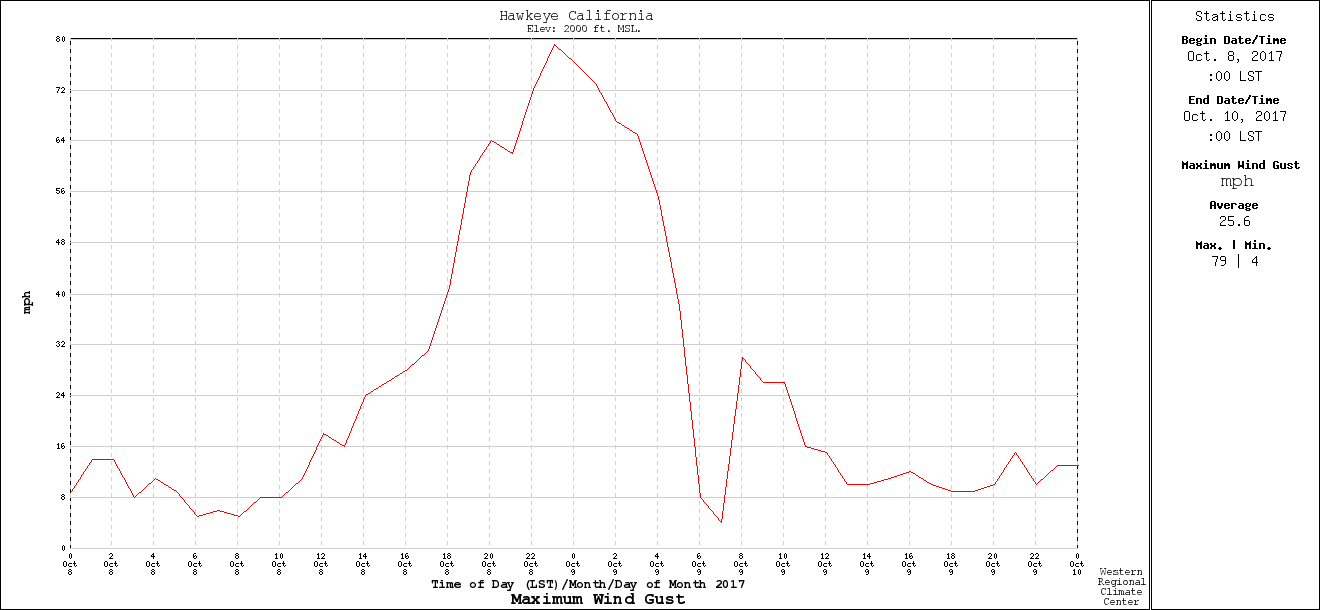 Hawkeye California
Elev: 2000 ft. MSL.
80
72
64
56
48
40
32
24
16
8
0
mph
0 2 4 6 8 10 12 14 16 18 20 22 0 2 4 6 8 10 12 14 16 18 20 22 0
Oct Oct Oct Oct Oct Oct Oct Oct Oct Oct Oct Oct Oct Oct Oct Oct Oct Oct Oct Oct Oct Oct Oct Oct Oct
8 8 8 8 8 8 8 8 8 8 8 8 9 9 9 9 9 9 9 9 9 9 9 9 10
Time of Day (LST)/Month/Day of Month 2017
Maximum Wind Gust
Statistics
Begin Date/Time
Oct. 8, 2017
:00 LST
End Date/Time
Oct. 10, 2017
:00 LST
Maximum Wind Gust
mph
Average
25.6
Max. | Min.
79 | 4
Western
Regional
Climate
Center